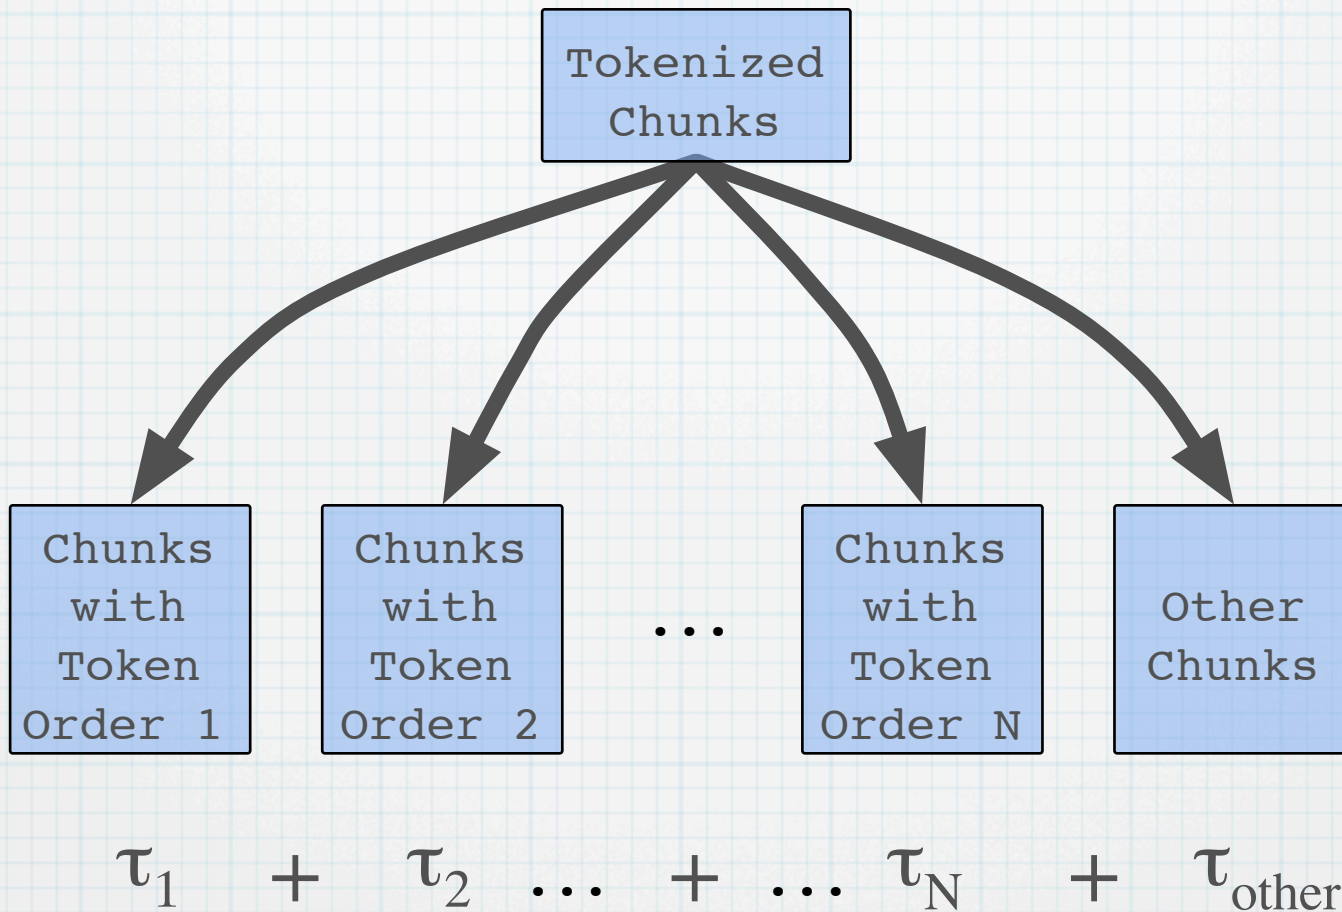 Tokenized
Chunks
Chunks
with
Token
Order 1
Chunks
with
Token
Order 2
...
Chunks
with
Token
Order N
Other
Chunks
τ1 + τ2 ... + ... τN + τother